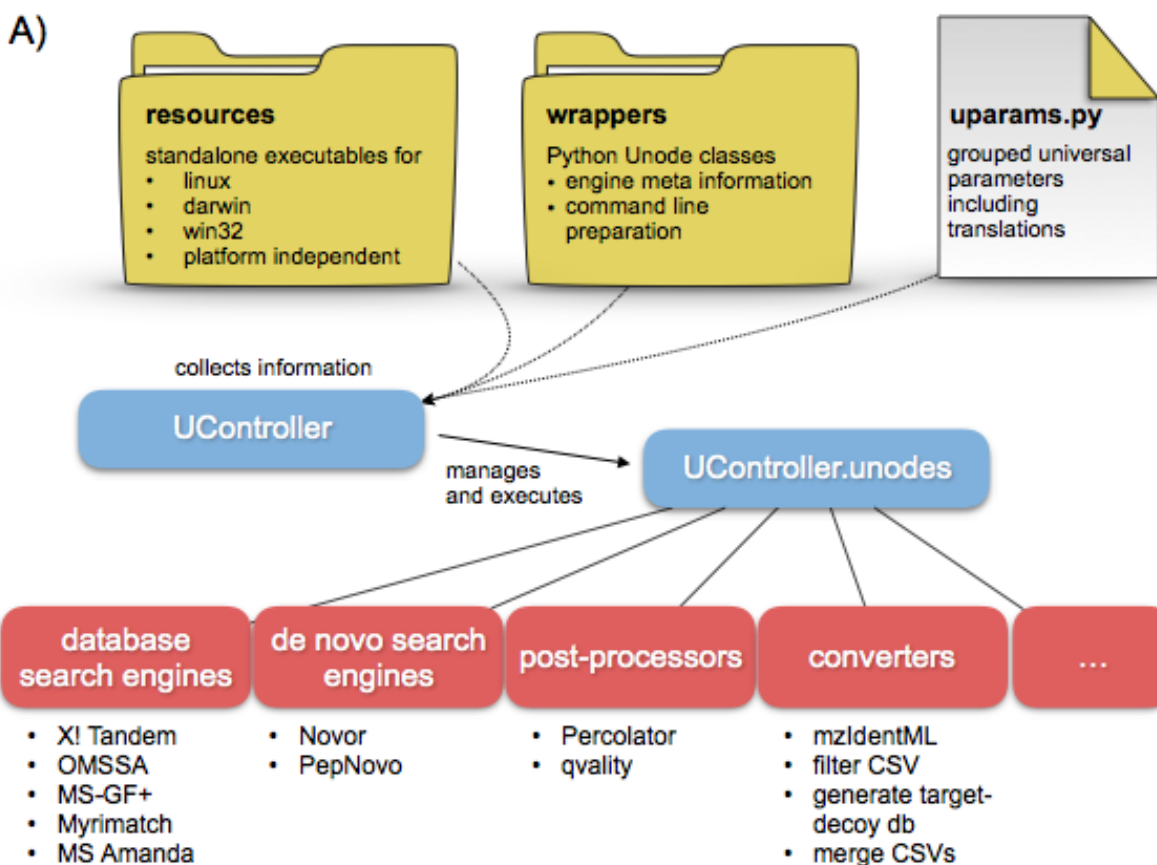 A)
resources
standalone executables for
• linux
• darwin
• win32
• platform independent
wrappers
Python Unode classes
• engine meta information
• command line
preparation
uparams.py
grouped universal
parameters
including
translations
collects information
UController
manages
and executes
UController.unodes
database
search engines
• X! Tandem
• OMSSA
• MS-GF+
• Myrimatch
• MS Amanda
de novo search
engines
• Novor
• PepNovo
post-processors
• Percolator
• qvality
converters
• mzIdentML
• filter CSV
• generate target-
decoy db
• merge CSVs
...